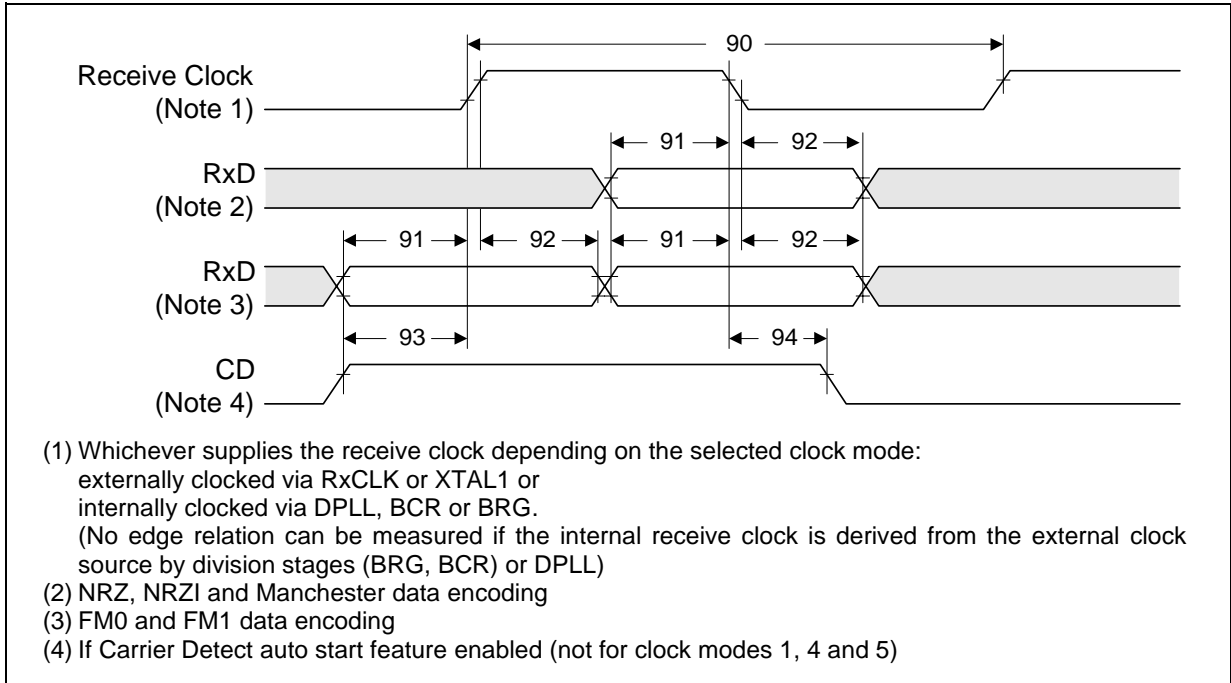 90
Receive Clock
(Note 1)
91 92
RxD
(Note 2)
91 92 91 92
RxD
(Note 3)
93 94
CD
(Note 4)
(1) Whichever supplies the receive clock depending on the selected clock mode:
externally clocked via RxCLK or XTAL1 or
internally clocked via DPLL, BCR or BRG.
(No edge relation can be measured if the internal receive clock is derived from the external clock
source by division stages (BRG, BCR) or DPLL)
(2) NRZ, NRZI and Manchester data encoding
(3) FM0 and FM1 data encoding
(4) If Carrier Detect auto start feature enabled (not for clock modes 1, 4 and 5)